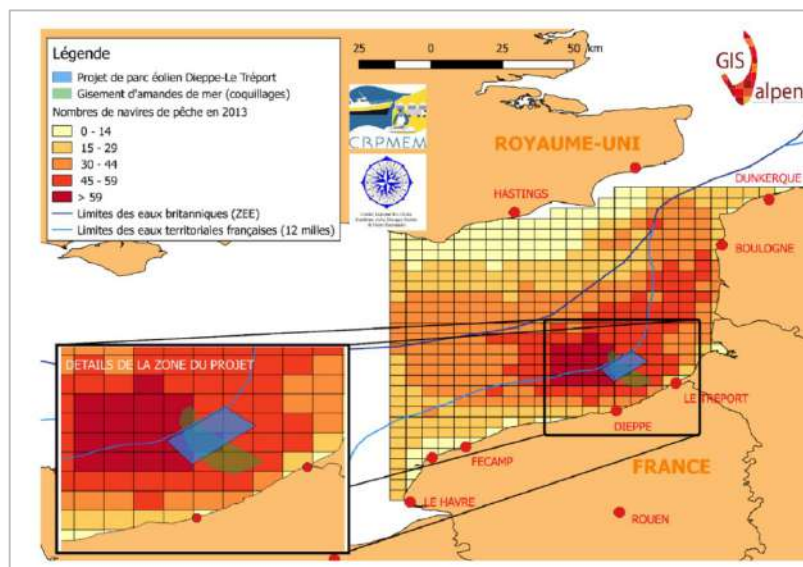 Légende
Projet de parc éolien Dieppe-Le Tréport
Gisement d'amandes de mer (coquillages)
Nombres de navires de pêche en 2013
0 - 14
15 - 29
30 - 44
45 - 59
> 59
Limites des eaux britanniques (ZEE)
Limites des eaux territoriales françaises (12 milles)
25 0 25 50 km
GIS
valpen
CRPMEM
ROYAUME-UNI
HASTINGS
DUNKERQUE
BOULOGNE
DÉTAILS DE LA ZONE DU PROJET
LE TRÉPORT
DIEPPE
FECAMP
FRANCE
LE HAVRE
ROUEN